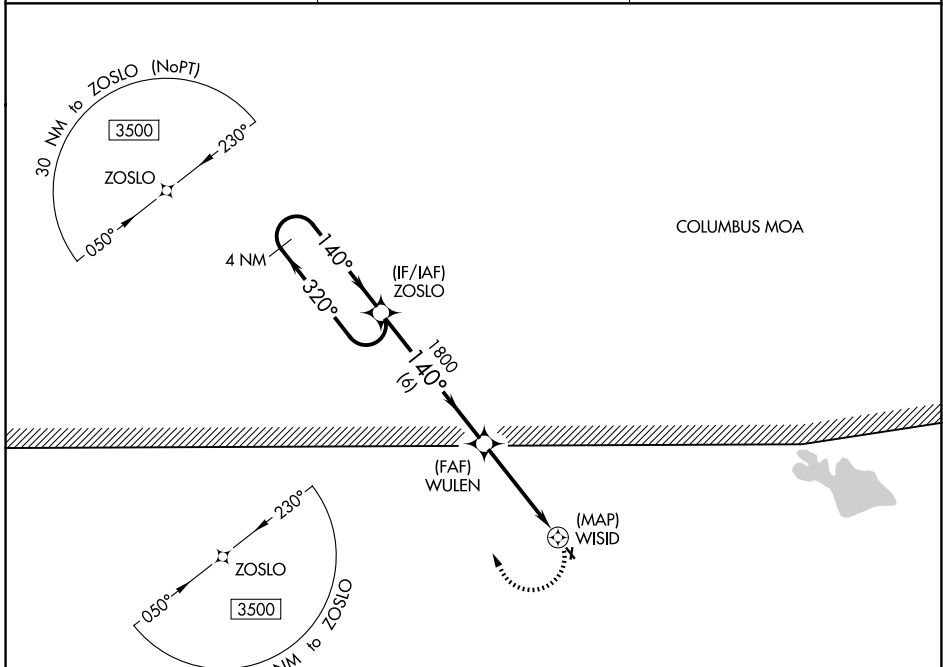 30 NM to ZOSLO (NoPT)
3500
230°
ZOSLO
050°
COLUMBUS MOA
4 NM
140°
320°
(IF/IAF)
ZOSLO
1800
140°
(6)
(FAF)
WULEN
(MAP)
WISID
230°
ZOSLO
050°
3500
NM to ZOSLO